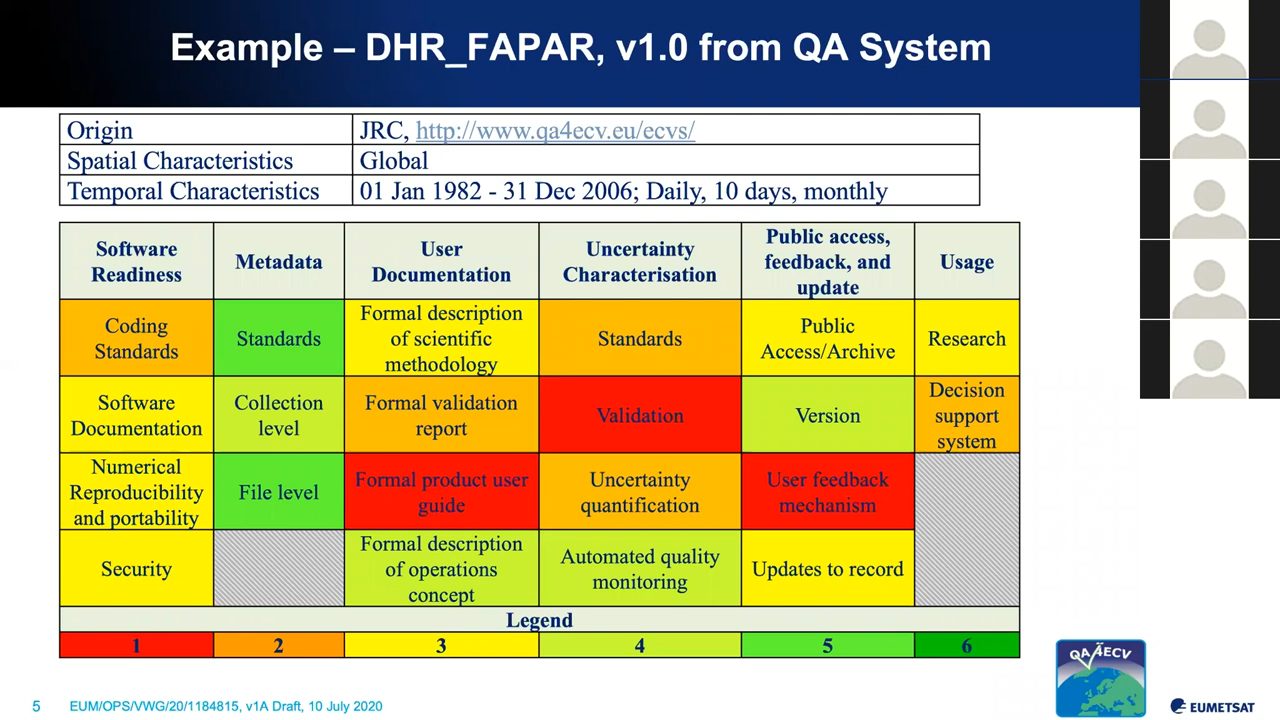 Example – DHR_FAPAR, v1.0 from QA System
Origin
JRC, http://www.qa4ecv.eu/ecvs/
Spatial Characteristics
Global
Temporal Characteristics
01 Jan 1982 - 31 Dec 2006; Daily, 10 days, monthly
Software
Readiness
Metadata
User
Documentation
Uncertainty
Characterisation
Public access,
feedback, and
update
Usage
Coding
Standards
Standards
Formal description
of scientific
methodology
Standards
Public
Access/Archive
Research
Software
Documentation
Collection
level
Formal validation
report
Validation
Version
Decision
support
system
Numerical
Reproducibility
and portability
File level
Formal product user
guide
Uncertainty
quantification
User feedback
mechanism
Security
Formal description
of operations
concept
Automated quality
monitoring
Updates to record
Legend
1
2
3
4
5
6
QA4ECV
5
EUM/OPS/VWG/20/1184815, v1A Draft, 10 July 2020
EUMETSAT